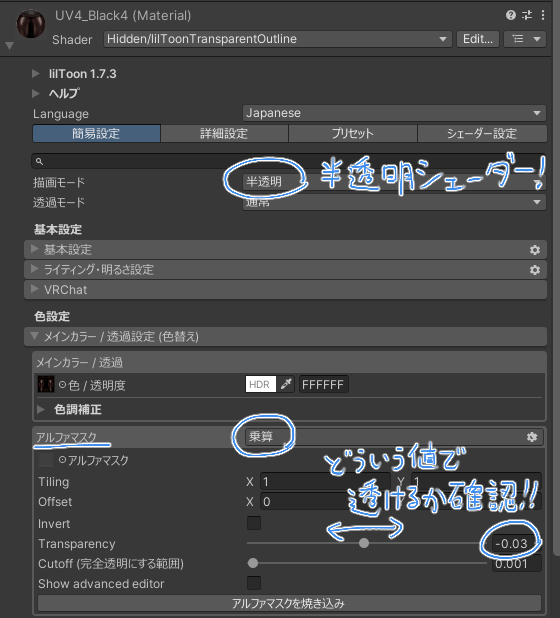 UV4_Black4 (Material)
Shader Hidden/lilToonTransparentOutline Edit...
lilToon 1.7.3
ヘルプ
Language Japanese
簡易設定 詳細設定 プリセット シェーダー設定
描画モード 半透明 半透明シェーダー!
透過モード 通常
基本設定
基本設定
ライティング・明るさ設定
VRChat
色設定
メインカラー / 透過設定 (色替え)
メインカラー / 透過
色 / 透明度 HDR FFFFFF
色調補正
アルファマスク 乗算
アルファマスク
どういう値で
透けるか確認!!
Tiling X 1 Y 1
Offset X 0
Invert
Transparency -0.03
Cutoff (完全透明にする範囲) 0.001
Show advanced editor
アルファマスクを焼き込み